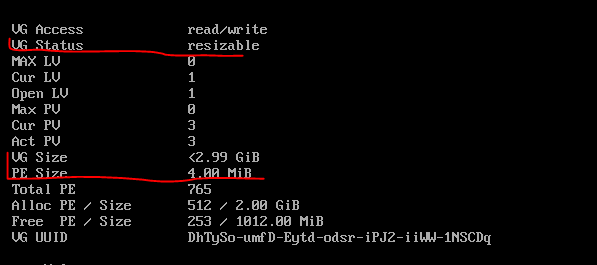 VG Access read/write
VG Status resizable
MAX LV 0
Cur LV 1
Open LV 1
Max PV 0
Cur PV 3
Act PV 3
VG Size <2.99 GiB
PE Size 4.00 MiB
Total PE 765
Alloc PE / Size 512 / 2.00 GiB
Free PE / Size 253 / 1012.00 MiB
VG UUID DhTySo-umfD-Eytd-odsr-iPJ2-iiWW-1NSCDq